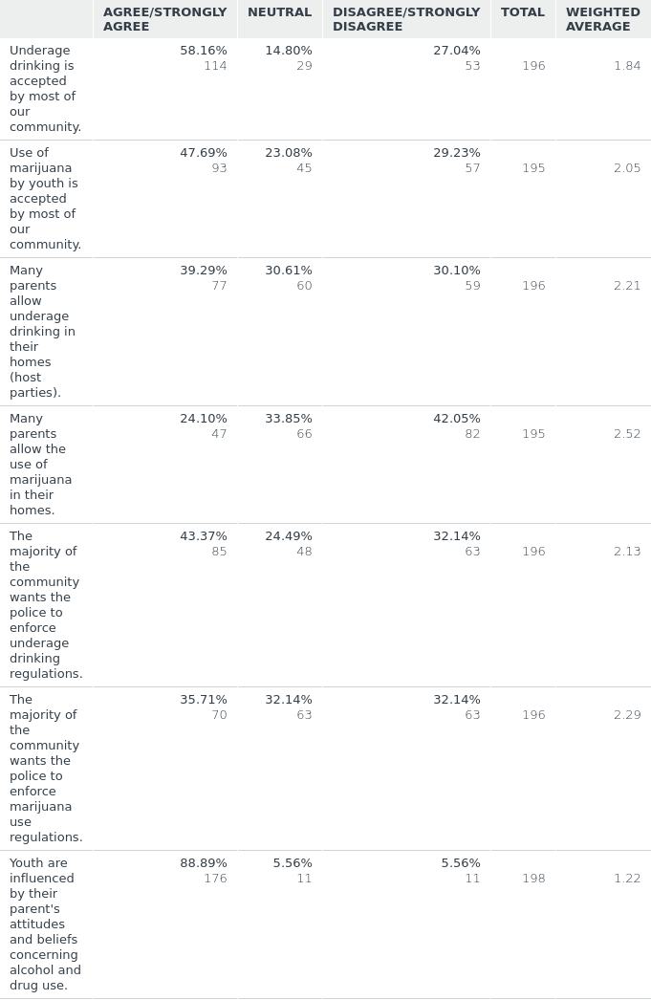 AGREE/STRONGLY AGREE NEUTRAL DISAGREE/STRONGLY DISAGREE TOTAL WEIGHTED AVERAGE
Underage 58.16% 14.80% 27.04%
drinking is 114 29 53 196 1.84
accepted
by most of
our
community.
Use of 47.69% 23.08% 29.23%
marijuana 93 45 57 195 2.05
by youth is
accepted
by most of
our
community.
Many 39.29% 30.61% 30.10%
parents 77 60 59 196 2.21
allow
underage
drinking in
their
homes
(host
parties).
Many 24.10% 33.85% 42.05%
parents 47 66 82 195 2.52
allow the
use of
marijuana
in their
homes.
The 43.37% 24.49% 32.14%
majority of 85 48 63 196 2.13
the
community
wants the
police to
enforce
underage
drinking
regulations.
The 35.71% 32.14% 32.14%
majority of 70 63 63 196 2.29
the
community
wants the
police to
enforce
marijuana
use
regulations.
Youth are 88.89% 5.56% 5.56%
influenced 176 11 11 198 1.22
by their
parent's
attitudes
and beliefs
concerning
alcohol and
drug use.